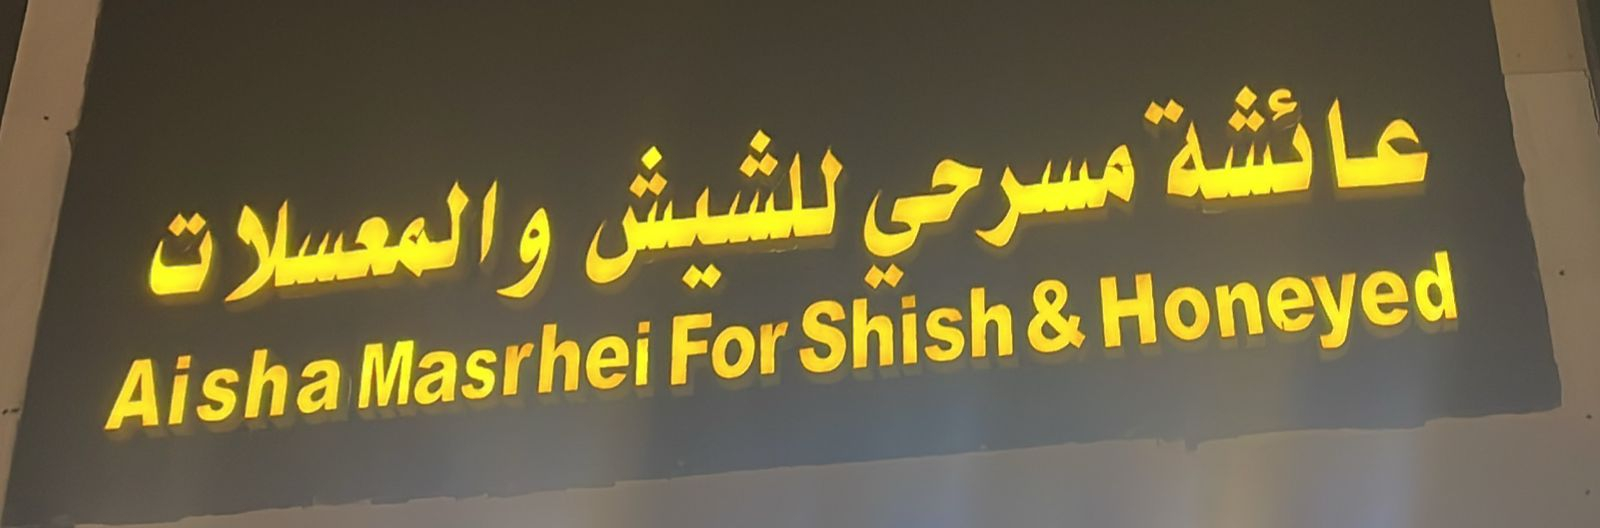 عائشة مسرحي للشيش والمعسلات
Aisha Masrhei For Shish & Honeyed